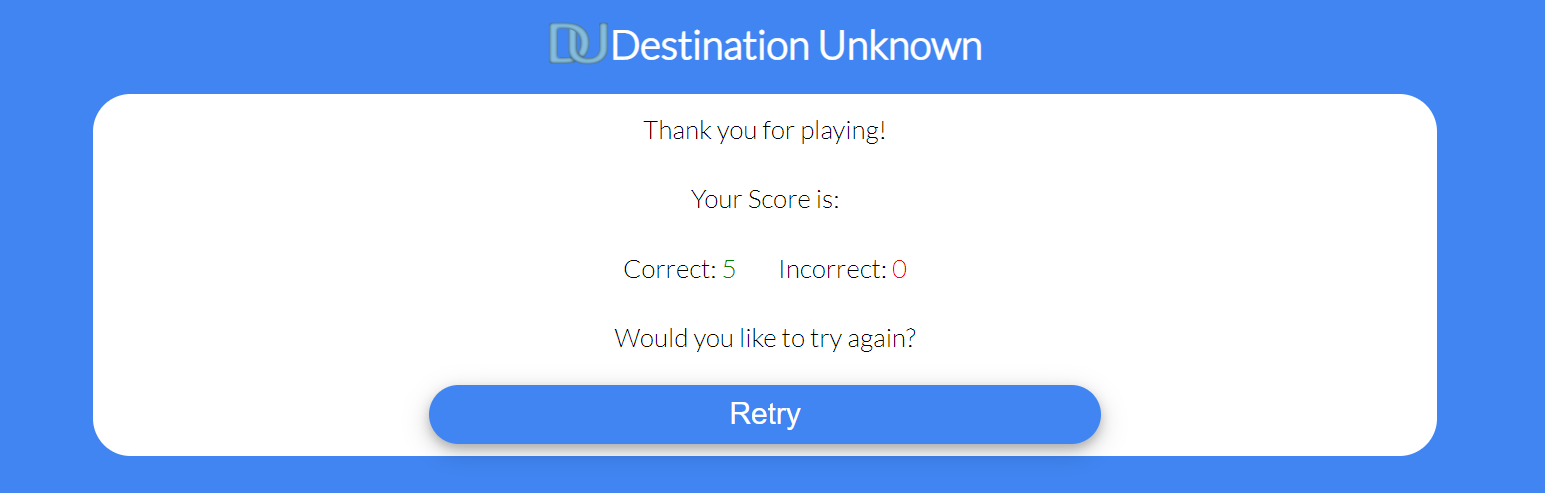 DU Destination Unknown
Thank you for playing!
Your Score is:
Correct: 5 Incorrect: 0
Would you like to try again?
Retry